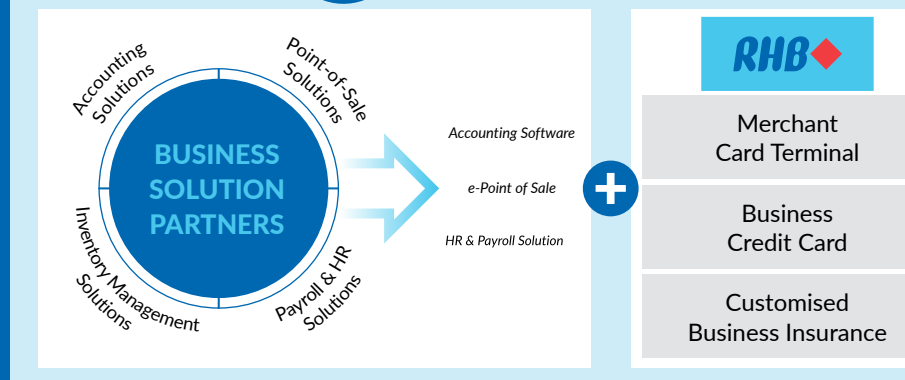 Accounting
Solutions
Point-of-Sale
Solutions
BUSINESS
SOLUTION
PARTNERS
Inventory Management
Solutions
Payroll & HR
Solutions
Accounting Software
e-Point of Sale
HR & Payroll Solution
+
RHB
Merchant
Card Terminal
Business
Credit Card
Customised
Business Insurance